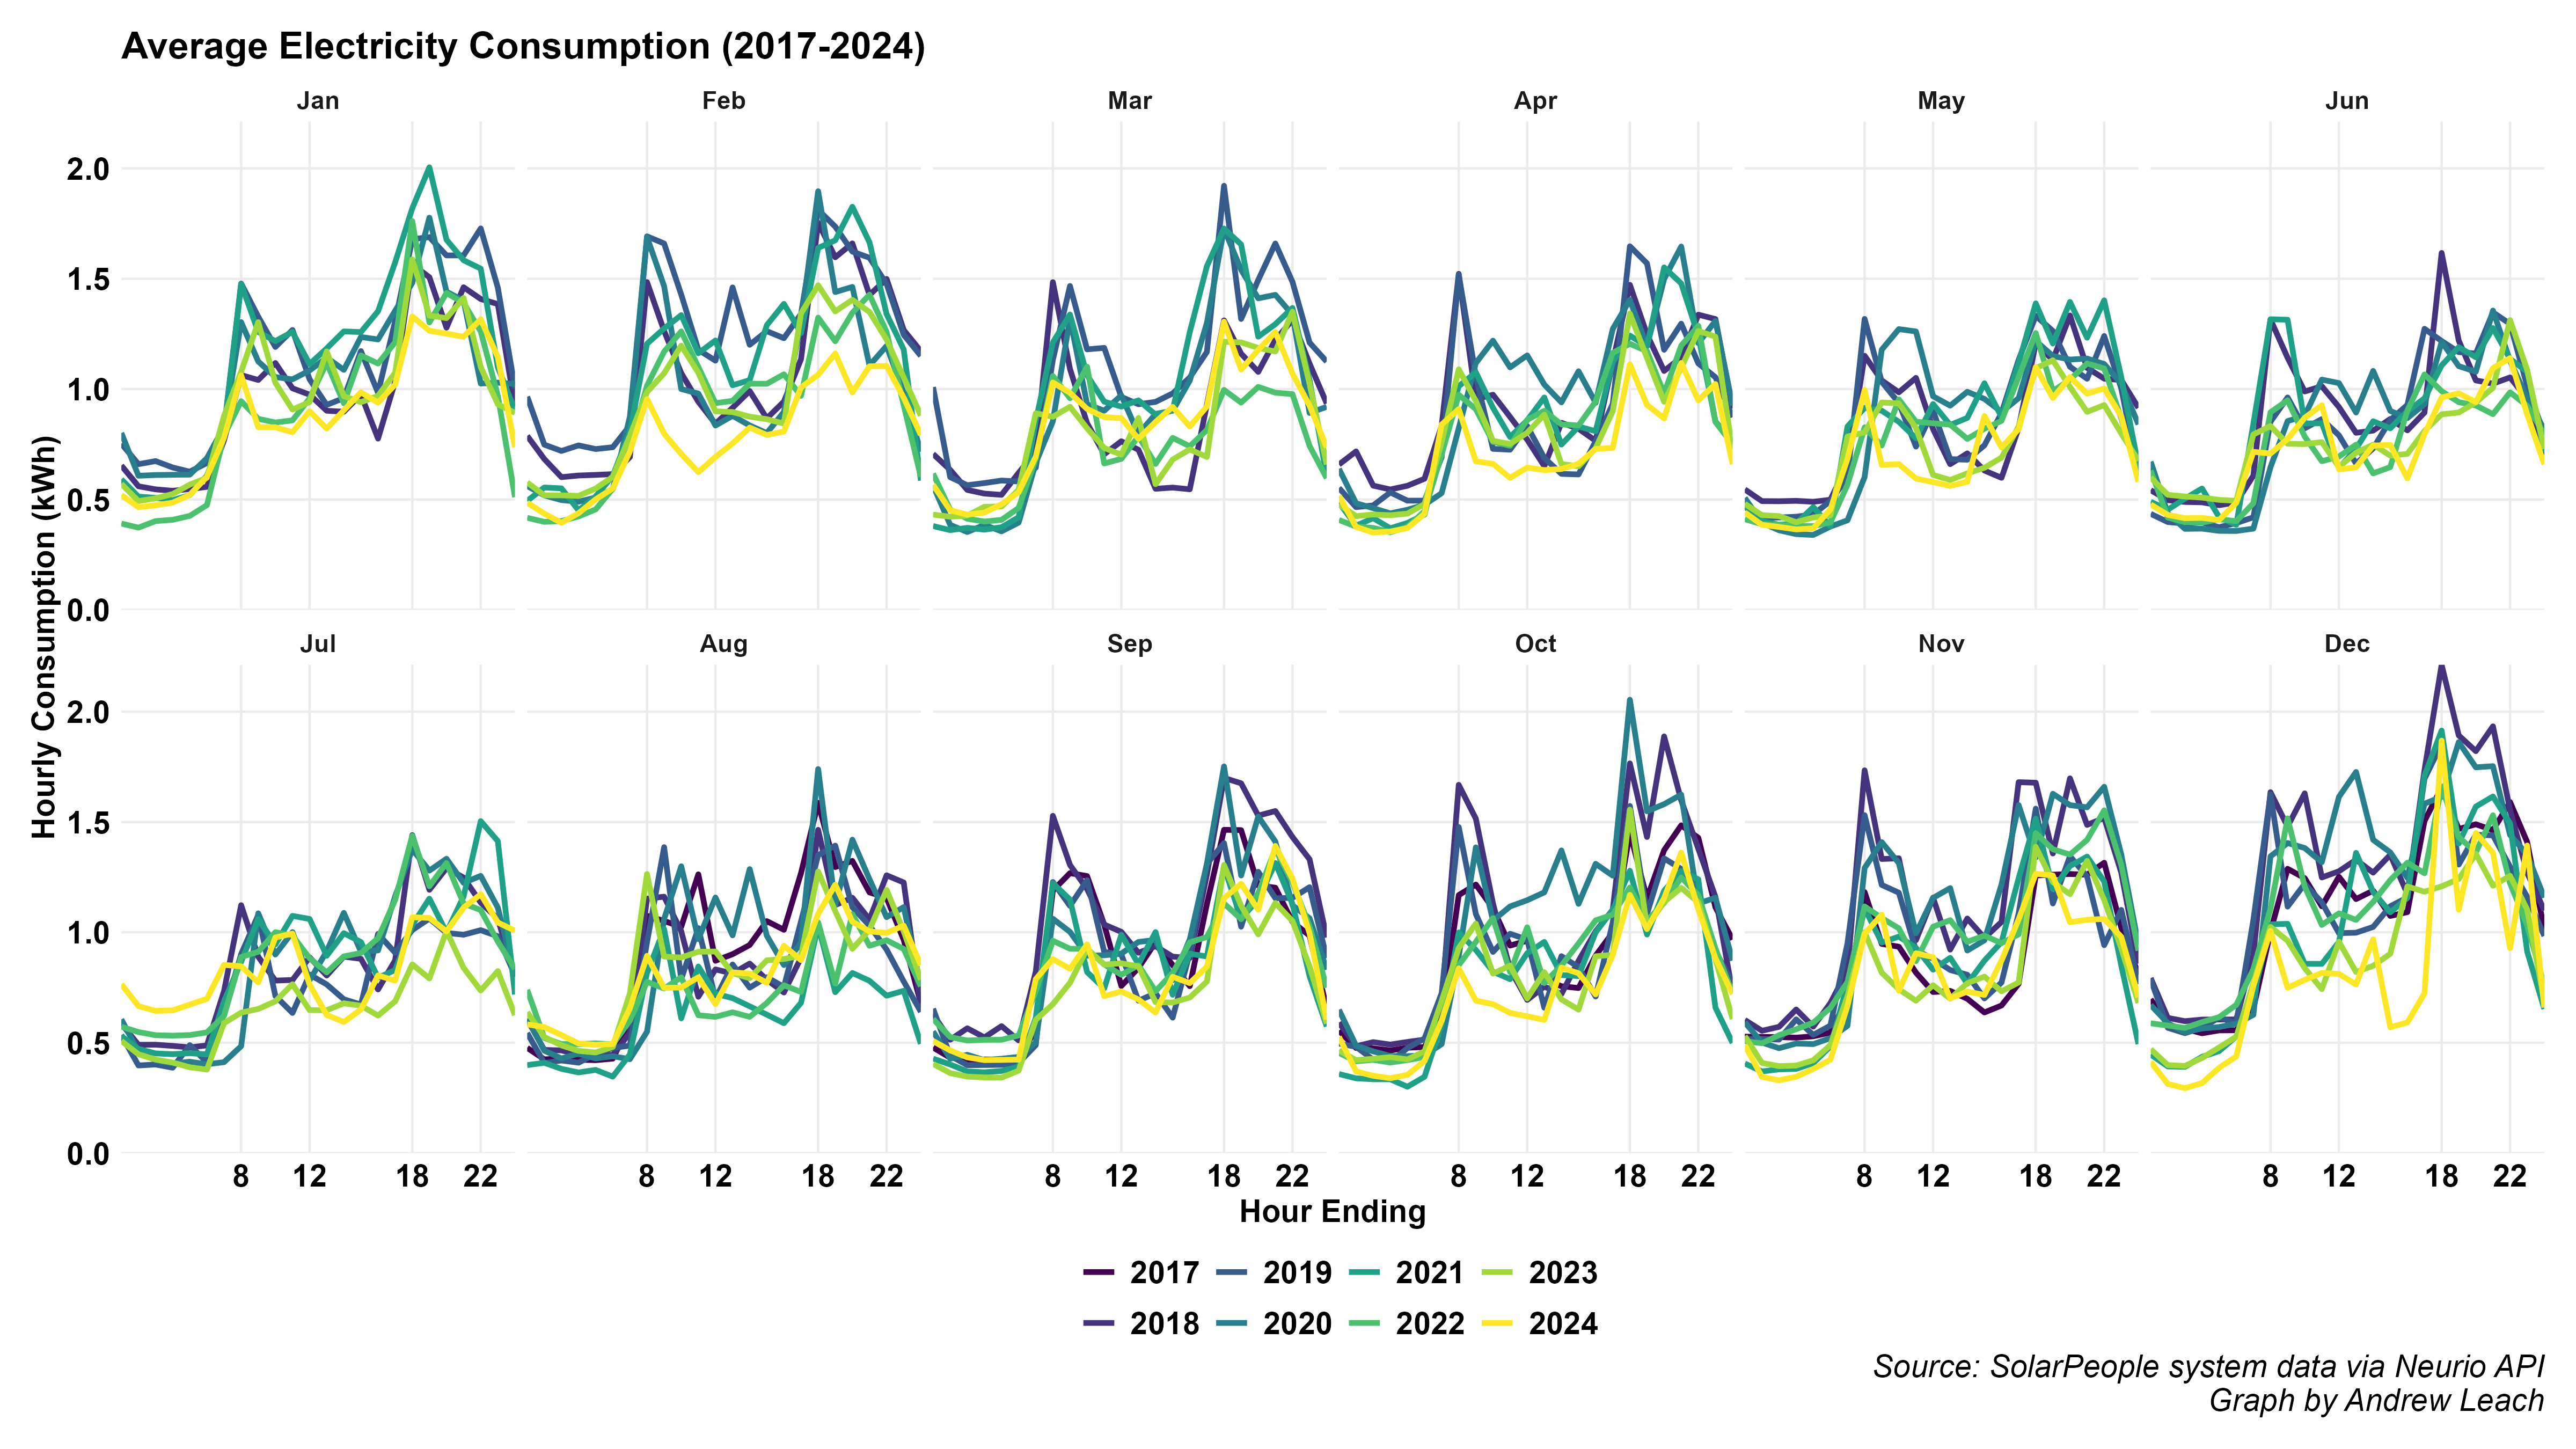 Average Electricity Consumption (2017-2024)
Jan Feb Mar Apr May Jun
2.0
1.5
1.0
0.5
0.0
Hourly Consumption (kWh)
Jul Aug Sep Oct Nov Dec
2.0
1.5
1.0
0.5
0.0
8 12 18 22 8 12 18 22 8 12 18 22 8 12 18 22 8 12 18 22 8 12 18 22
Hour Ending
2017 2019 2021 2023
2018 2020 2022 2024
Source: SolarPeople system data via Neurio API
Graph by Andrew Leach